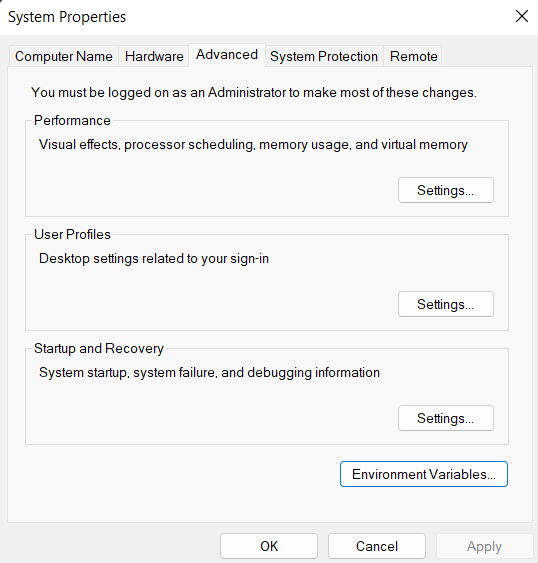 System Properties
Computer Name Hardware Advanced System Protection Remote
You must be logged on as an Administrator to make most of these changes.
Performance
Visual effects, processor scheduling, memory usage, and virtual memory
Settings...
User Profiles
Desktop settings related to your sign-in
Settings...
Startup and Recovery
System startup, system failure, and debugging information
Settings...
Environment Variables...
OK Cancel Apply